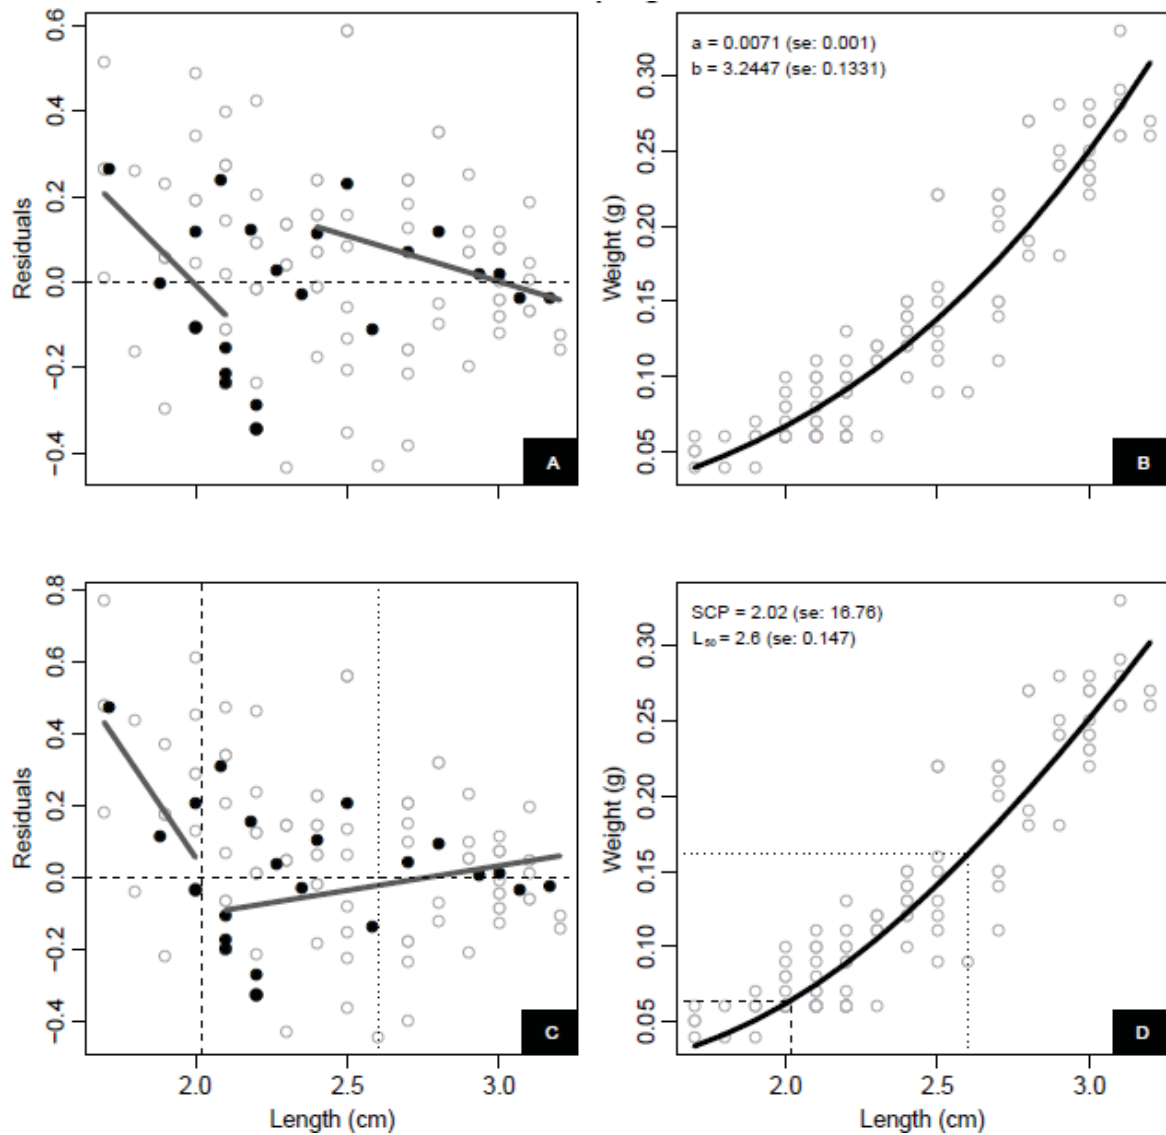 0.6
0.4
0.2
0.0
−0.2
−0.4
Residuals
A
a = 0.0071 (se: 0.001)
b = 3.2447 (se: 0.1331)
0.30
0.25
0.20
0.15
0.10
0.05
Weight (g)
B
0.8
0.6
0.4
0.2
0.0
−0.2
−0.4
Residuals
C
2.0 2.5 3.0
Length (cm)
SCP = 2.02 (se: 16.76)
L₅₀ = 2.6 (se: 0.147)
0.30
0.25
0.20
0.15
0.10
0.05
Weight (g)
D
2.0 2.5 3.0
Length (cm)